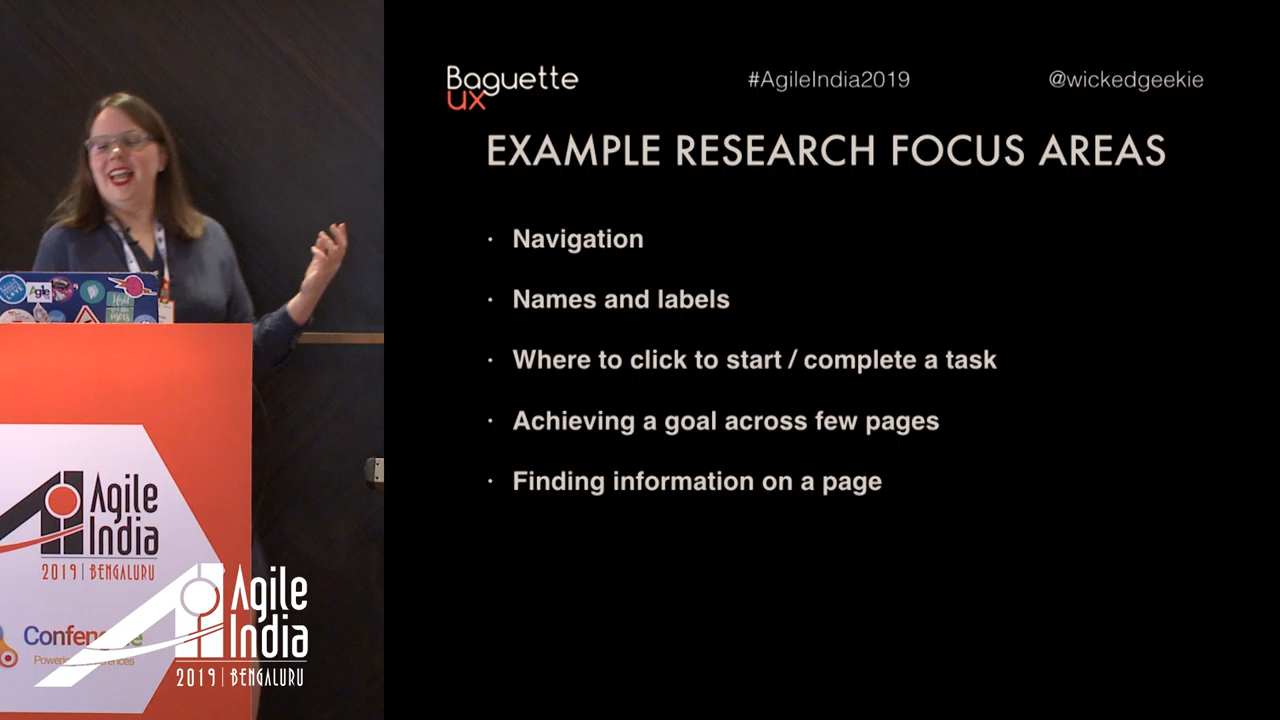 Baguette
ux
#AgileIndia2019
@wickedgeekie
EXAMPLE RESEARCH FOCUS AREAS
· Navigation
· Names and labels
· Where to click to start / complete a task
· Achieving a goal across few pages
· Finding information on a page
Agile
Agile
India
2019 | BENGALURU
Agile
India
2019 | BENGALURU